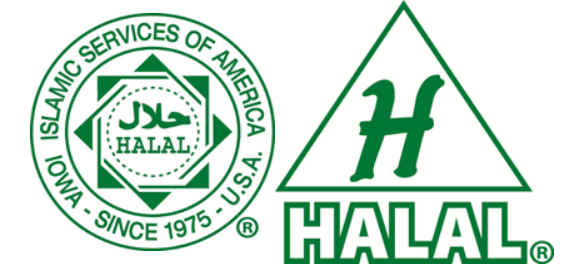 ISLAMIC SERVICES OF AMERICA
حلال
HALAL
IOWA - SINCE 1975 - U.S.A.
®
H
HALAL®